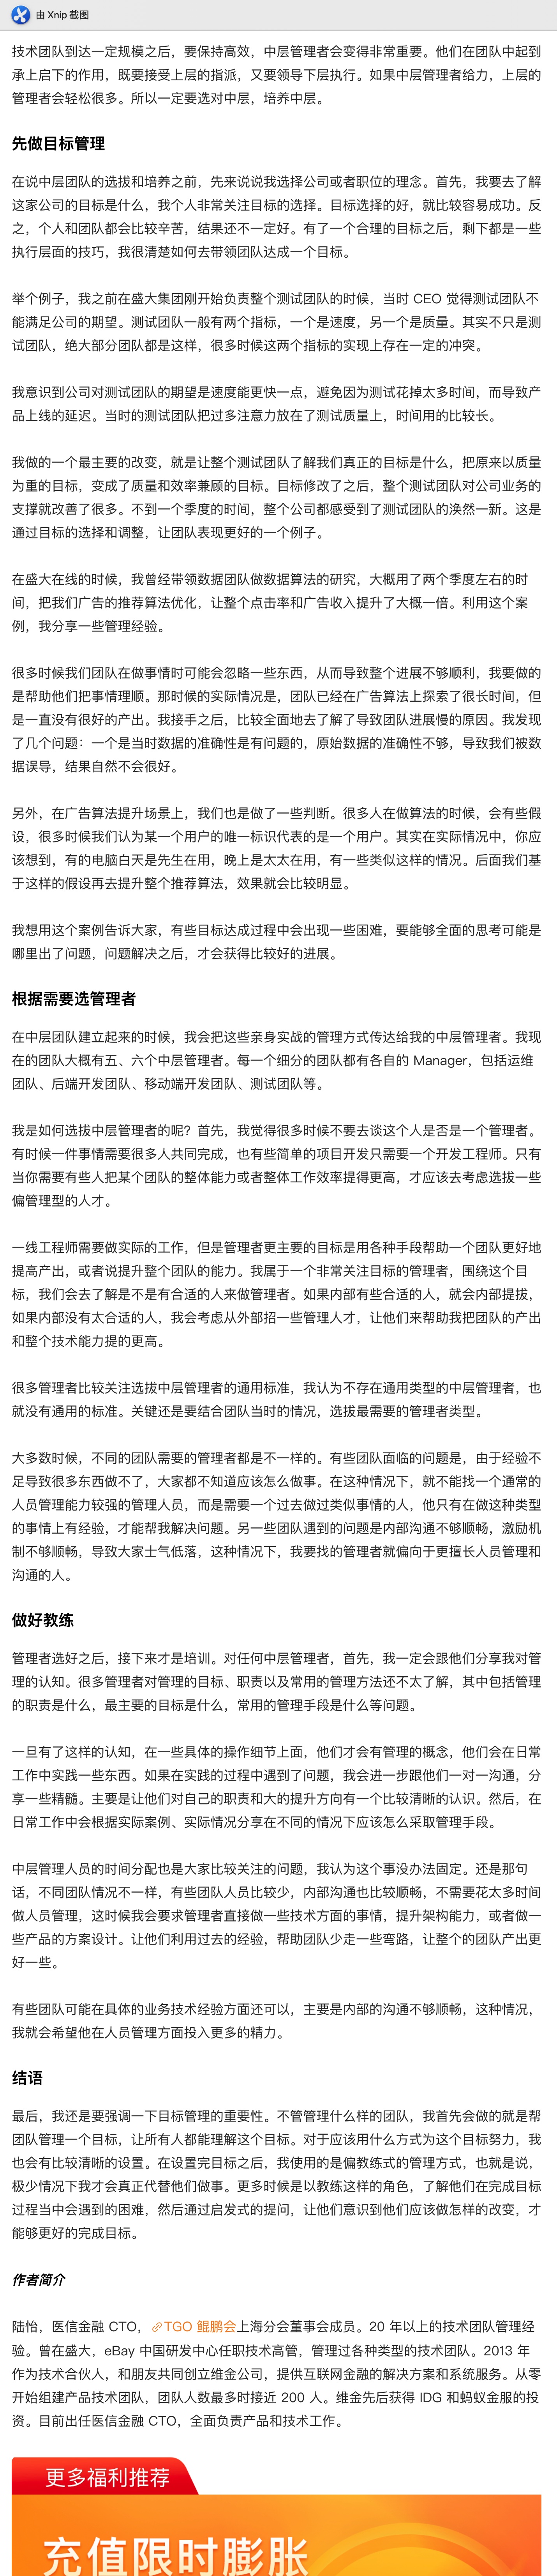 由 Xnip 截图
技术团队到达一定规模之后，要保持高效，中层管理者会变得非常重要。他们在团队中起到
承上启下的作用，既要接受上层的指派，又要领导下层执行。如果中层管理者给力，上层的
管理者会轻松很多。所以一定要选对中层，培养中层。
先做目标管理
在说中层团队的选拔和培养之前，先来说说我选择公司或者职位的理念。首先，我要去了解
这家公司的目标是什么，我个人非常关注目标的选择。目标选择的好，就比较容易成功。反
之，个人和团队都会比较辛苦，结果还不一定好。有了一个合理的目标之后，剩下都是一些
执行层面的技巧，我很清楚如何去带领团队达成一个目标。
举个例子，我之前在盛大集团刚开始负责整个测试团队的时候，当时 CEO 觉得测试团队不
能满足公司的期望。测试团队一般有两个指标，一个是速度，另一个是质量。其实不只是测
试团队，绝大部分团队都是这样，很多时候这两个指标的实现上存在一定的冲突。
我意识到公司对测试团队的期望是速度能更快一点，避免因为测试花掉太多时间，而导致产
品上线的延迟。当时的测试团队把过多注意力放在了测试质量上，时间用的比较长。
我做的一个最主要的改变，就是让整个测试团队了解我们真正的目标是什么，把原来以质量
为重的目标，变成了质量和效率兼顾的目标。目标修改了之后，整个测试团队对公司业务的
支撑就改善了很多。不到一个季度的时间，整个公司都感受到了测试团队的焕然一新。这是
通过目标的选择和调整，让团队表现更好的一个例子。
在盛大在线的时候，我曾经带领数据团队做数据算法的研究，大概用了两个季度左右的时
间，把我们广告的推荐算法优化，让整个点击率和广告收入提升了大概一倍。利用这个案
例，我分享一些管理经验。
很多时候我们团队在做事情时可能会忽略一些东西，从而导致整个进展不够顺利，我要做的
是帮助他们把事情理顺。那时候的实际情况是，团队已经在广告算法上探索了很长时间，但
是一直没有很好的产出。我接手之后，比较全面地去了解了导致团队进展慢的原因。我发现
了几个问题：一个是当时数据的准确性是有问题的，原始数据的准确性不够，导致我们被数
据误导，结果自然不会很好。
另外，在广告算法提升场景上，我们也是做了一些判断。很多人在做算法的时候，会有些假
设，很多时候我们认为某一个用户的唯一标识代表的是一个用户。其实在实际情况中，你应
该想到，有的电脑白天是先生在用，晚上是太太在用，有一些类似这样的情况。后面我们基
于这样的假设再去提升整个推荐算法，效果就会比较明显。
我想用这个案例告诉大家，有些目标达成过程中会出现一些困难，要能够全面的思考可能是
哪里出了问题，问题解决之后，才会获得比较好的进展。
根据需要选管理者
在中层团队建立起来的时候，我会把这些亲身实战的管理方式传达给我的中层管理者。我现
在的团队大概有五、六个中层管理者。每一个细分的团队都有各自的 Manager，包括运维
团队、后端开发团队、移动端开发团队、测试团队等。
我是如何选拔中层管理者的呢？首先，我觉得很多时候不要去谈这个人是否是一个管理者。
有时候一件事情需要很多人共同完成，也有些简单的项目开发只需要一个开发工程师。只有
当你需要有些人把某个团队的整体能力或者整体工作效率提得更高，才应该去考虑选拔一些
偏管理型的人才。
一线工程师需要做实际的工作，但是管理者更主要的目标是用各种手段帮助一个团队更好地
提高产出，或者说提升整个团队的能力。我属于一个非常关注目标的管理者，围绕这个目
标，我们会去了解是不是有合适的人来做管理者。如果内部有些合适的人，就会内部提拔，
如果内部没有太合适的人，我会考虑从外部招一些管理人才，让他们来帮助我把团队的产出
和整个技术能力提的更高。
很多管理者比较关注选拔中层管理者的通用标准，我认为不存在通用类型的中层管理者，也
就没有通用的标准。关键还是要结合团队当时的情况，选拔最需要的管理者类型。
大多数时候，不同的团队需要的管理者都是不一样的。有些团队面临的问题是，由于经验不
足导致很多东西做不了，大家都不知道应该怎么做事。在这种情况下，就不能找一个通常的
人员管理能力较强的管理人员，而是需要一个过去做过类似事情的人，他只有在做这种类型
的事情上有经验，才能帮我解决问题。另一些团队遇到的问题是内部沟通不够顺畅，激励机
制不够顺畅，导致大家士气低落，这种情况下，我要找的管理者就偏向于更擅长人员管理和
沟通的人。
做好教练
管理者选好之后，接下来才是培训。对任何中层管理者，首先，我一定会跟他们分享我对管
理的认知。很多管理者对管理的目标、职责以及常用的管理方法还不太了解，其中包括管理
的职责是什么，最主要的目标是什么，常用的管理手段是什么等问题。
一旦有了这样的认知，在一些具体的操作细节上面，他们才会有管理的概念，他们会在日常
工作中实践一些东西。如果在实践的过程中遇到了问题，我会进一步跟他们一对一沟通，分
享一些精髓。主要是让他们对自己的职责和大的提升方向有一个比较清晰的认识。然后，在
日常工作中会根据实际案例、实际情况分享在不同的情况下应该怎么采取管理手段。
中层管理人员的时间分配也是大家比较关注的问题，我认为这个事没办法固定。还是那句
话，不同团队情况不一样，有些团队人员比较少，内部沟通也比较顺畅，不需要花太多时间
做人员管理，这时候我会要求管理者直接做一些技术方面的事情，提升架构能力，或者做一
些产品的方案设计。让他们利用过去的经验，帮助团队少走一些弯路，让整个的团队产出更
好一些。
有些团队可能在具体的业务技术经验方面还可以，主要是内部的沟通不够顺畅，这种情况，
我就会希望他在人员管理方面投入更多的精力。
结语
最后，我还是要强调一下目标管理的重要性。不管管理什么样的团队，我首先会做的就是帮
团队管理一个目标，让所有人都能理解这个目标。对于应该用什么方式为这个目标努力，我
也会有比较清晰的设置。在设置完目标之后，我使用的是偏教练式的管理方式，也就是说，
极少情况下我才会真正代替他们做事。更多时候是以教练这样的角色，了解他们在完成目标
过程当中会遇到的困难，然后通过启发式的提问，让他们意识到他们应该做怎样的改变，才
能够更好的完成目标。
作者简介
陆怡，医信金融 CTO，TGO 鲲鹏会上海分会董事会成员。20 年以上的技术团队管理经
验。曾在盛大，eBay 中国研发中心任职技术高管，管理过各种类型的技术团队。2013 年
作为技术合伙人，和朋友共同创立维金公司，提供互联网金融的解决方案和系统服务。从零
开始组建产品技术团队，团队人数最多时接近 200 人。维金先后获得 IDG 和蚂蚁金服的投
资。目前出任医信金融 CTO，全面负责产品和技术工作。
更多福利推荐
充值限时膨胀